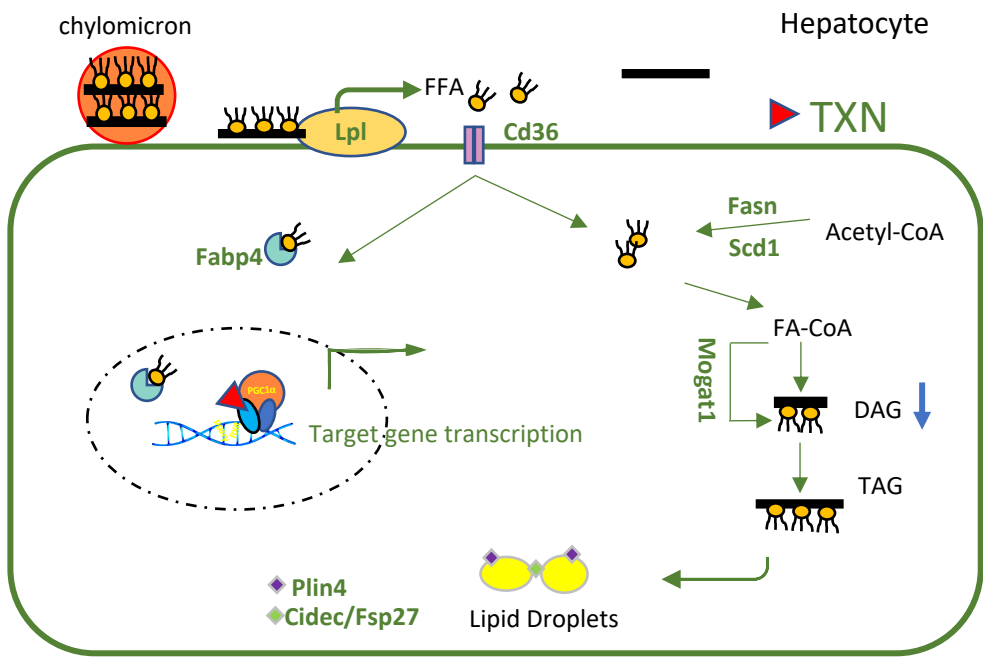 chylomicron
Hepatocyte
FFA
TXN
Lpl
Cd36
Fasn
Acetyl-CoA
Scd1
Fabp4
FA-CoA
Mogat1
PGC1α
DAG
Target gene transcription
TAG
Plin4
Cidec/Fsp27
Lipid Droplets